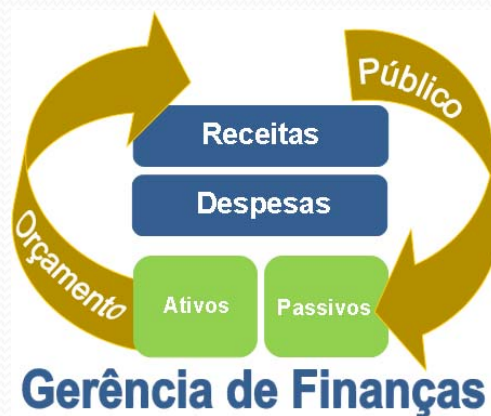 Público
Receitas
Despesas
Orçamento
Ativos
Passivos
Gerência de Finanças